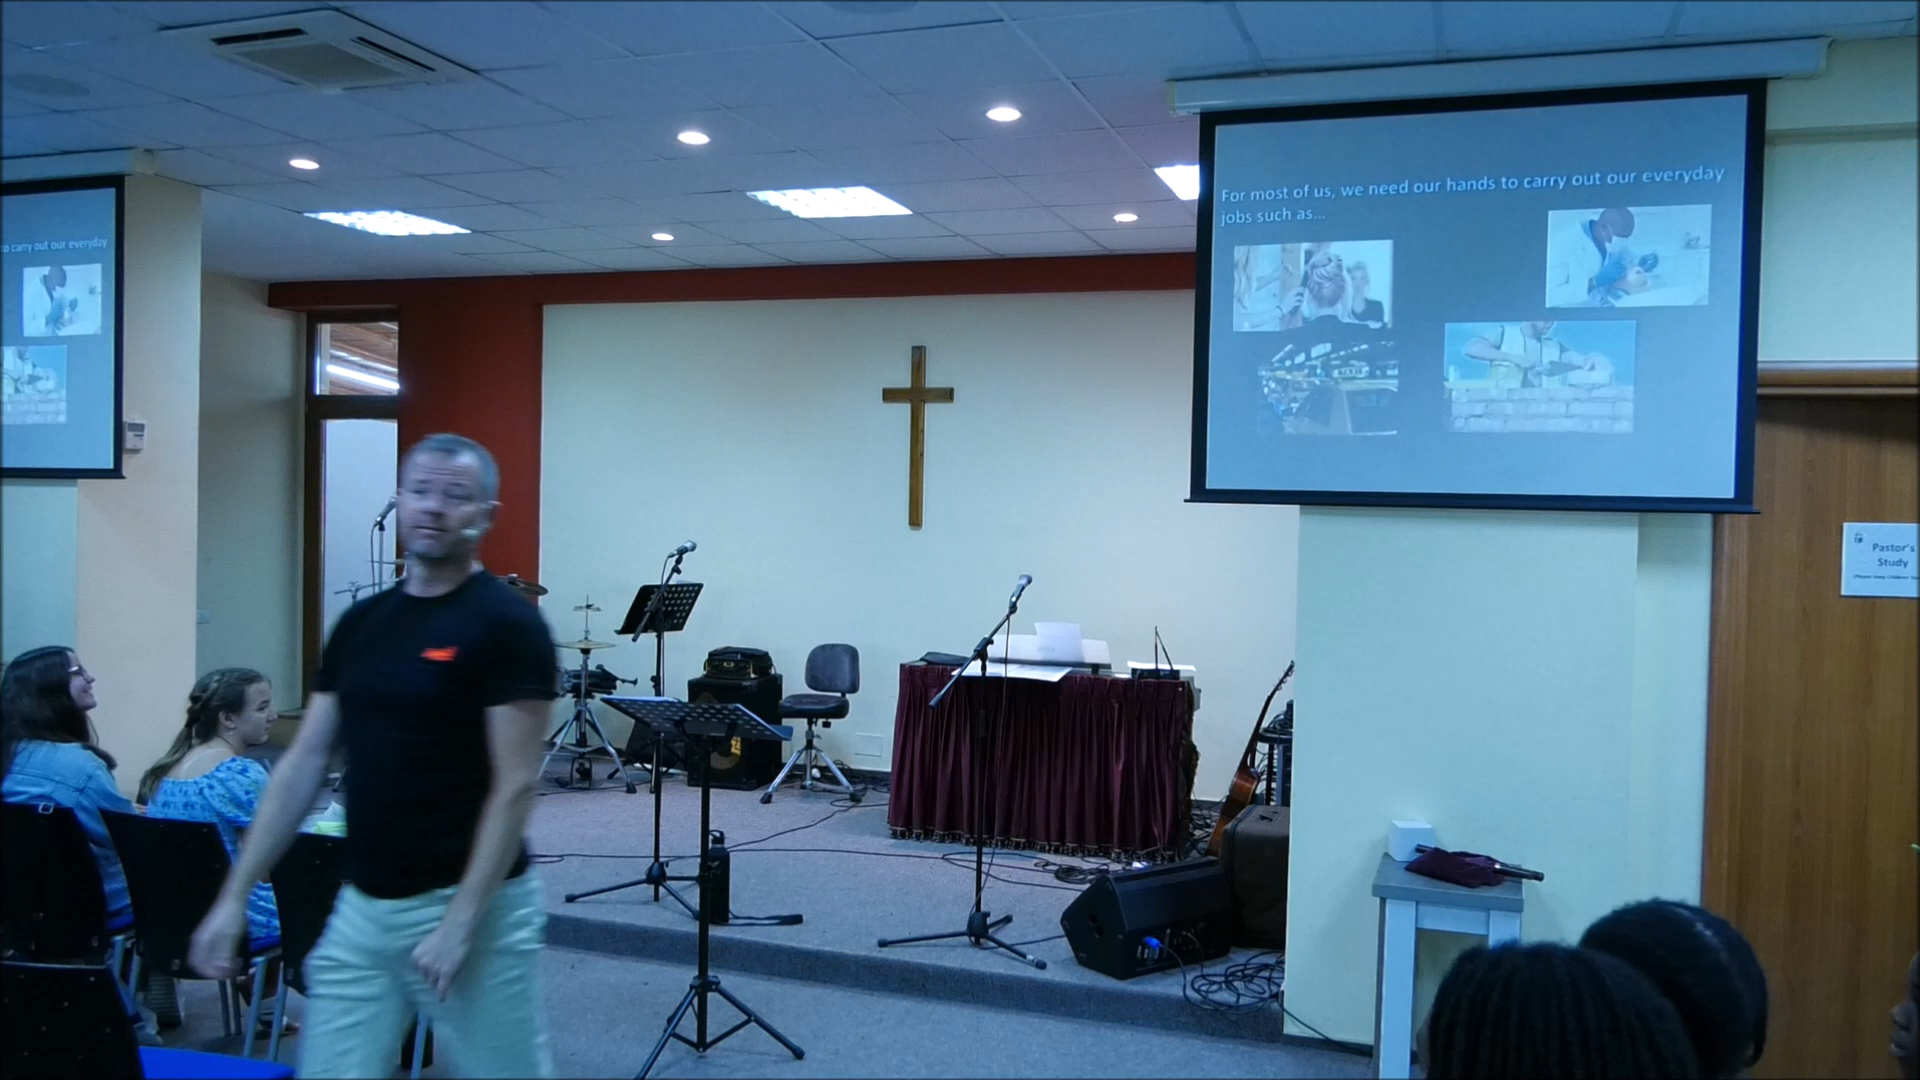 to carry out our everyday
For most of us, we need our hands to carry out our everyday
jobs such as...
Pastor's
Study